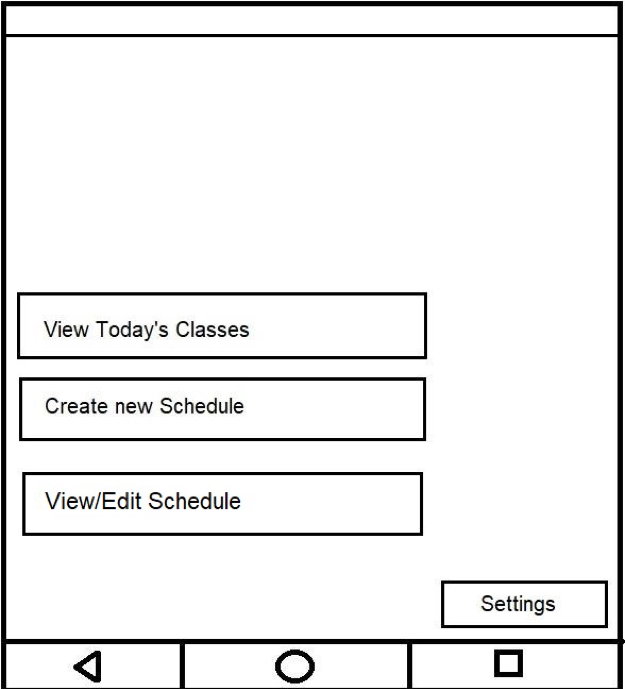 View Today's Classes
Create new Schedule
View/Edit Schedule
Settings